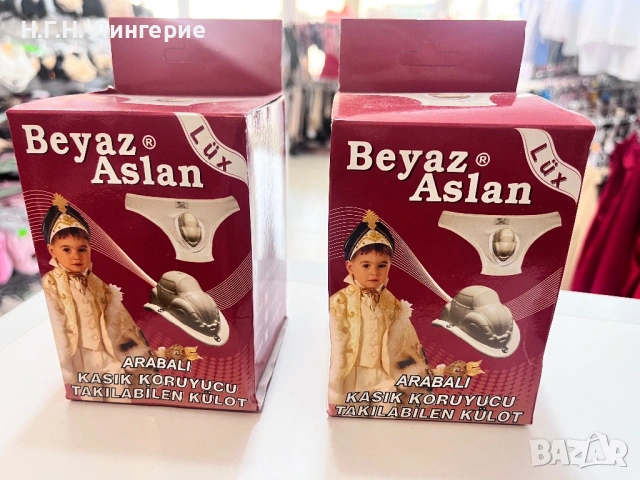 Н.Г.Н. Мингерие
Beyaz®
Aslan
Lüx
ARABALI
KASIK KORUYUCU
TAKILABİLEN KÜLOT
Beyaz®
Aslan
Lüx
ARABALI
KASIK KORUYUCU
TAKILABİLEN KÜLOT
BAZAR